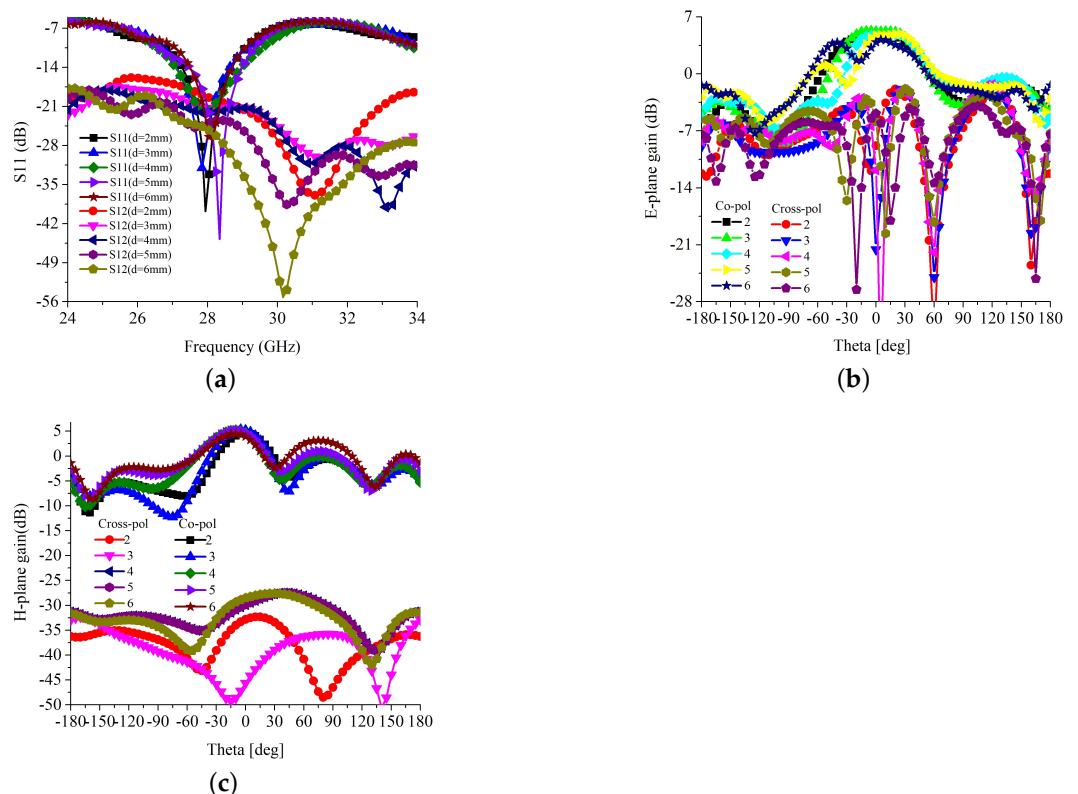 -7
-14
-21
-28
-35
-42
-49
-56
S11 (dB)
S11(d=2mm)
S11(d=3mm)
S11(d=4mm)
S11(d=5mm)
S11(d=6mm)
S12(d=2mm)
S12(d=3mm)
S12(d=4mm)
S12(d=5mm)
S12(d=6mm)
24 26 28 30 32 34
Frequency (GHz)
(a)
7
0
-7
-14
-21
-28
E-plane gain (dB)
Co-pol Cross-pol
2 2
3 3
4 4
5 5
6 6
-180 -150 -120 -90 -60 -30 0 30 60 90 120 150 180
Theta [deg]
(b)
5
0
-5
-10
-15
-20
-25
-30
-35
-40
-45
-50
H-plane gain(dB)
Cross-pol Co-pol
2 2
3 3
4 4
5 5
6 6
-180 -150 -120 -90 -60 -30 0 30 60 90 120 150 180
Theta [deg]
(c)